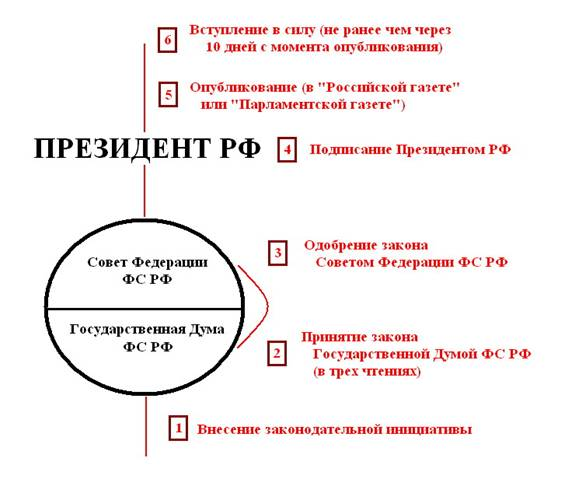 6 Вступление в силу (не ранее чем через
10 дней с момента опубликования)
5 Опубликование (в "Российской газете"
или "Парламентской газете")
ПРЕЗИДЕНТ РФ 4 Подписание Президентом РФ
3 Одобрение закона
Советом Федерации ФС РФ
Совет Федерации
ФС РФ
Государственная Дума
ФС РФ
2 Принятие закона
Государственной Думой ФС РФ
(в трех чтениях)
1 Внесение законодательной инициативы